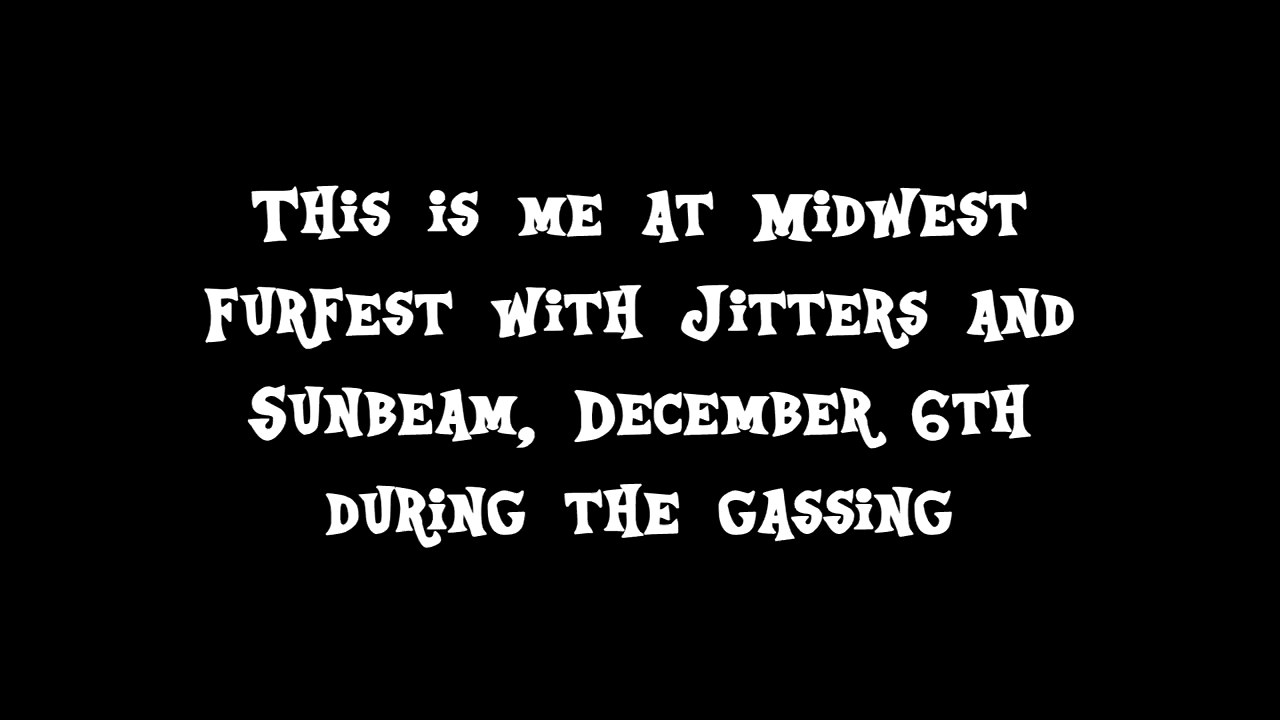 This is me at Midwest
Furfest with Jitters and
Sunbeam, December 6th
during the gassing